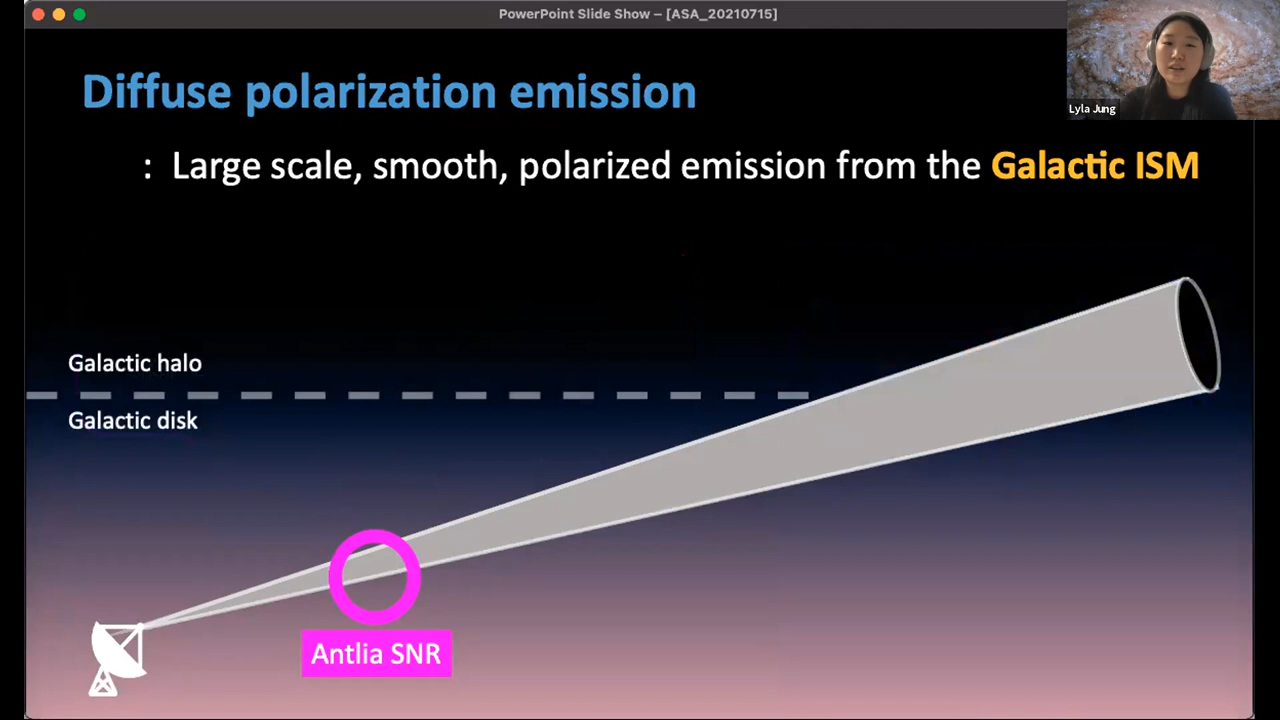 PowerPoint Slide Show – [ASA_20210715]
Diffuse polarization emission
: Large scale, smooth, polarized emission from the Galactic ISM
Lyla Jung
Galactic halo
Galactic disk
Antlia SNR